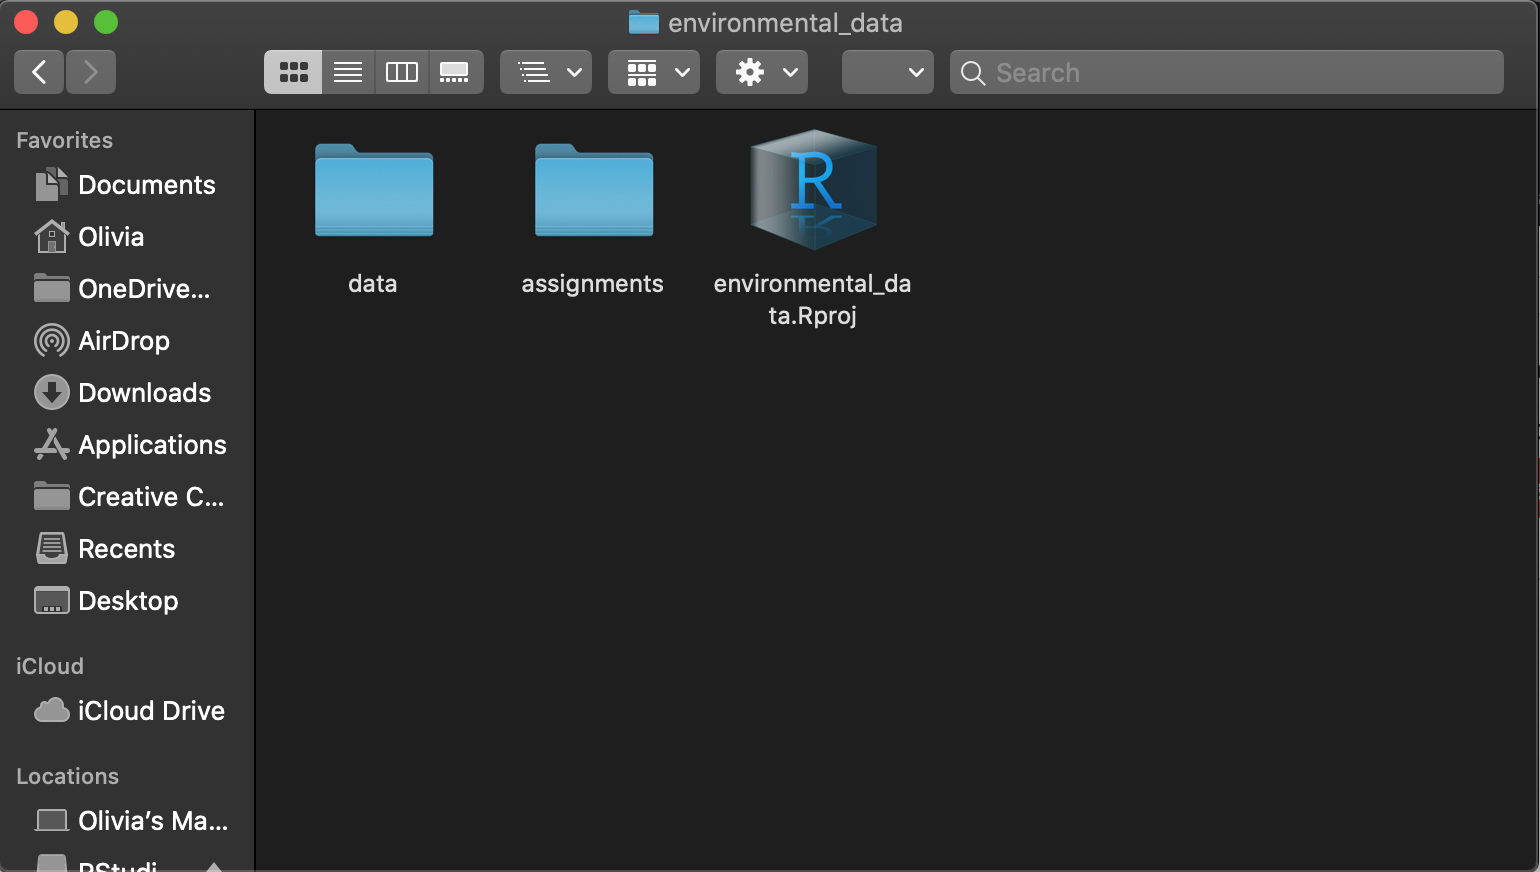 environmental_data
Search
Favorites
Documents
Olivia
OneDrive...
AirDrop
Downloads
Applications
Creative C...
Recents
Desktop
iCloud
iCloud Drive
Locations
Olivia’s Ma...
RStudi
data
assignments
R
environmental_da
ta.Rproj